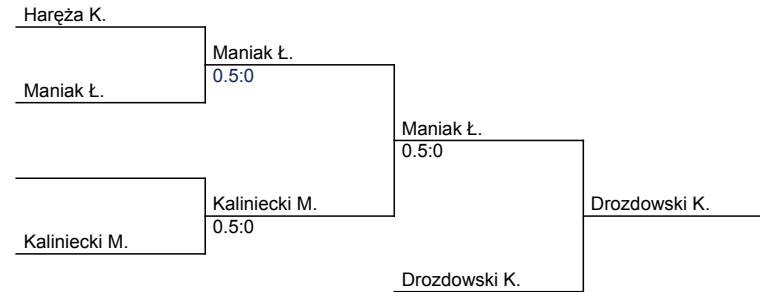 Haręża K.
Maniak Ł.
0.5:0
Maniak Ł.
Maniak Ł.
0.5:0
Kaliniecki M.
Drozdowski K.
0.5:0
Kaliniecki M.
Drozdowski K.